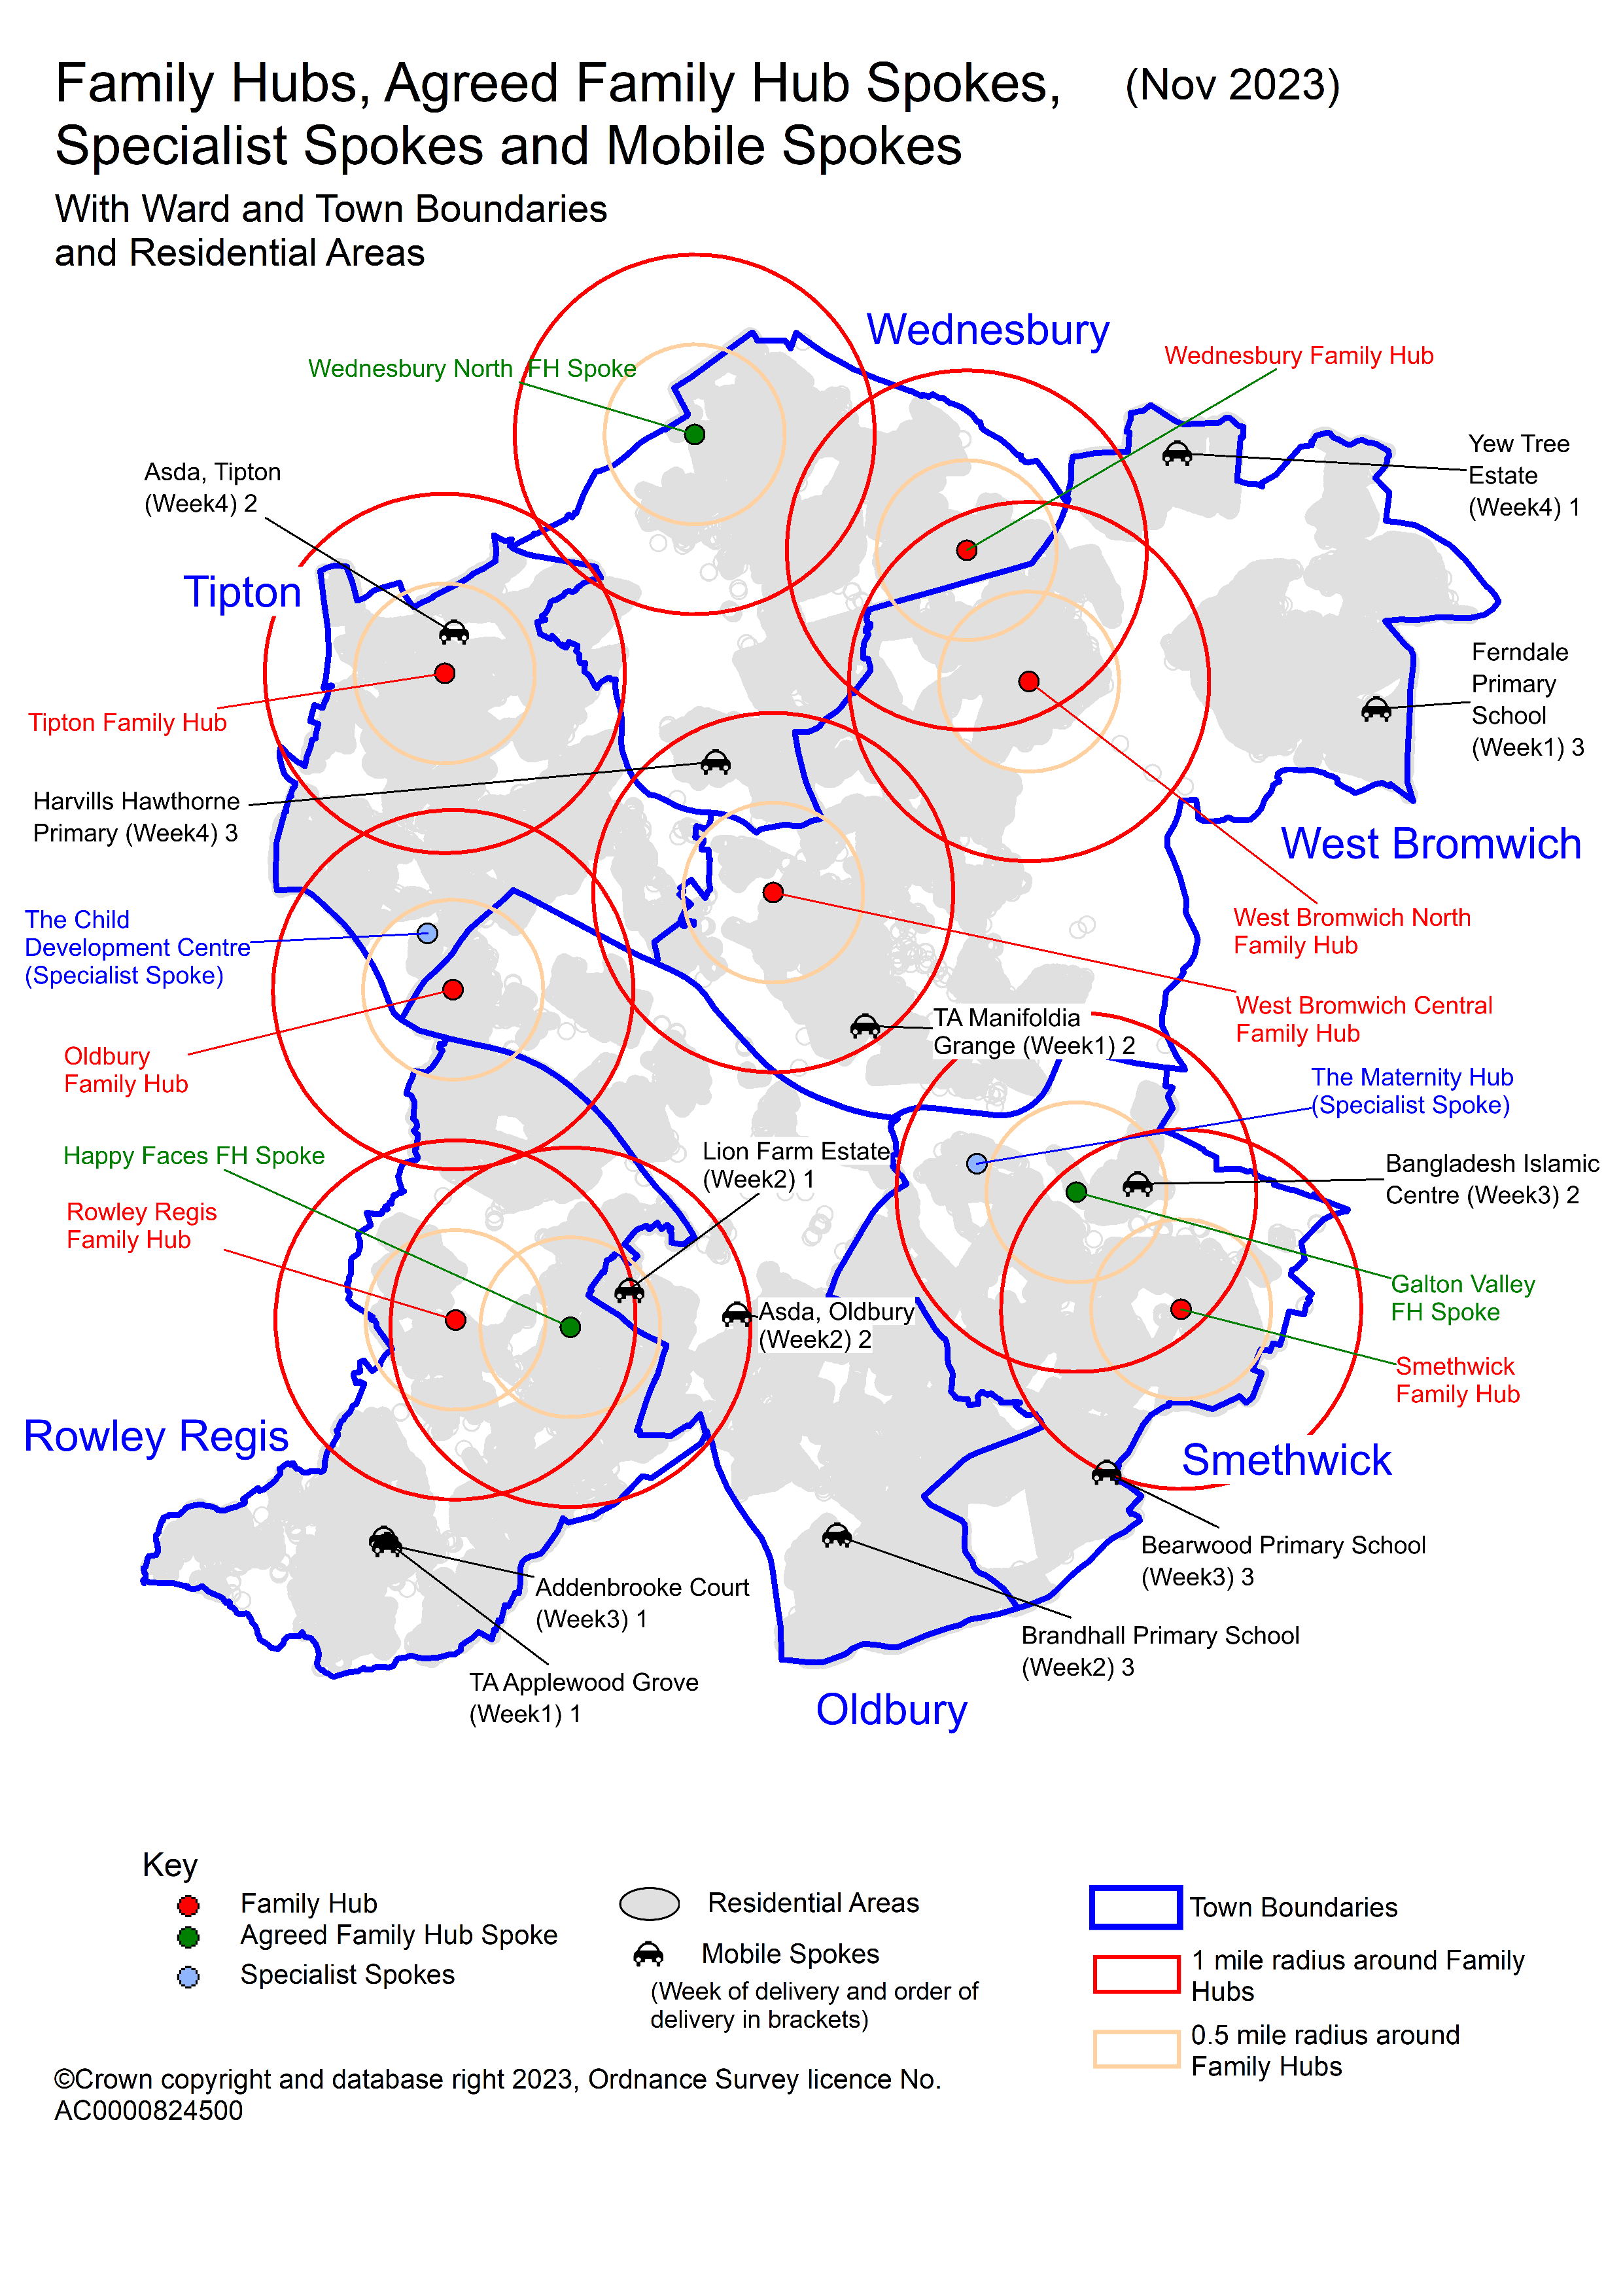 Family Hubs, Agreed Family Hub Spokes, (Nov 2023)
Specialist Spokes and Mobile Spokes
With Ward and Town Boundaries
and Residential Areas
Wednesbury
Wednesbury North FH Spoke
Wednesbury Family Hub
Yew Tree
Estate
(Week4) 1
Asda, Tipton
(Week4) 2
Tipton
Ferndale
Primary
School
(Week1) 3
Tipton Family Hub
Harvills Hawthorne
Primary (Week4) 3
West Bromwich
The Child
Development Centre
(Specialist Spoke)
West Bromwich North
Family Hub
West Bromwich Central
Family Hub
TA Manifoldia
Grange (Week1) 2
Oldbury
Family Hub
The Maternity Hub
(Specialist Spoke)
Happy Faces FH Spoke
Lion Farm Estate
(Week2) 1
Bangladesh Islamic
Centre (Week3) 2
Rowley Regis
Family Hub
Galton Valley
FH Spoke
Asda, Oldbury
(Week2) 2
Smethwick
Family Hub
Rowley Regis
Smethwick
Bearwood Primary School
(Week3) 3
Addenbrooke Court
(Week3) 1
Brandhall Primary School
(Week2) 3
TA Applewood Grove
(Week1) 1
Oldbury
Key
Family Hub
Agreed Family Hub Spoke
Specialist Spokes
Residential Areas
Mobile Spokes
(Week of delivery and order of
delivery in brackets)
Town Boundaries
1 mile radius around Family
Hubs
0.5 mile radius around
Family Hubs
©Crown copyright and database right 2023, Ordnance Survey licence No.
AC0000824500